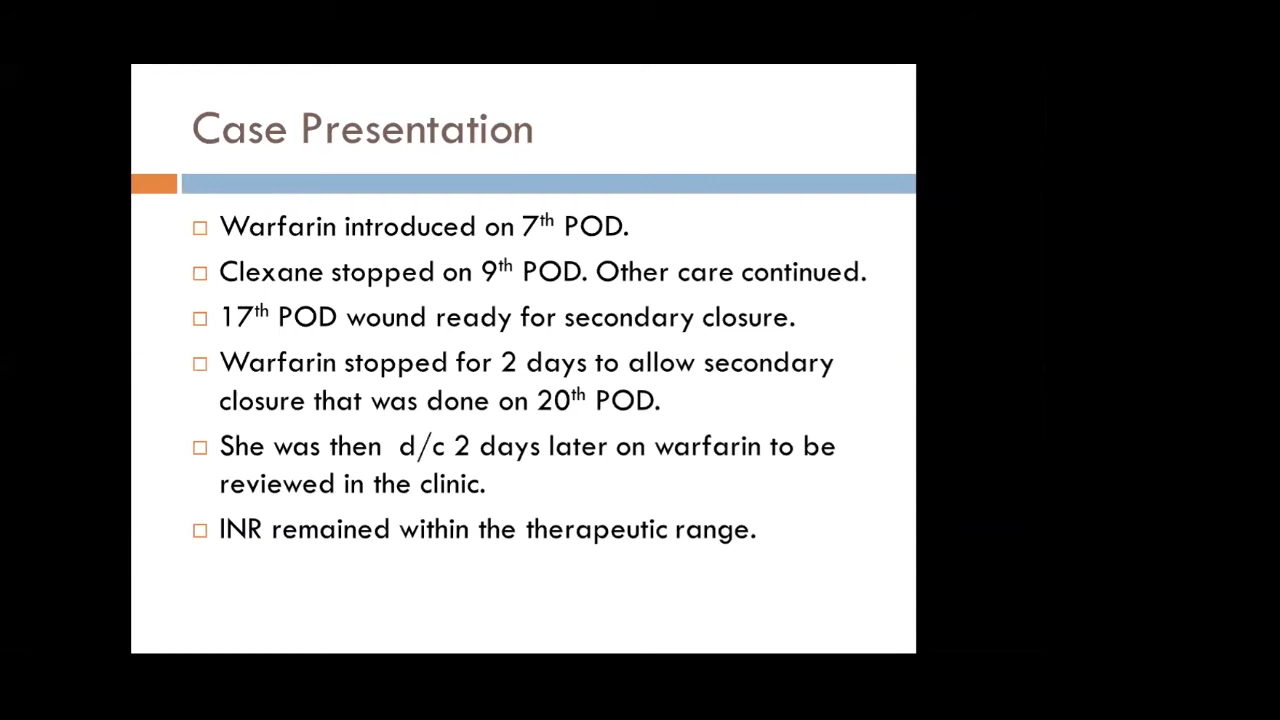 Case Presentation
Warfarin introduced on 7th POD.
Clexane stopped on 9th POD. Other care continued.
17th POD wound ready for secondary closure.
Warfarin stopped for 2 days to allow secondary
closure that was done on 20th POD.
She was then  d/c 2 days later on warfarin to be
reviewed in the clinic.
INR remained within the therapeutic range.